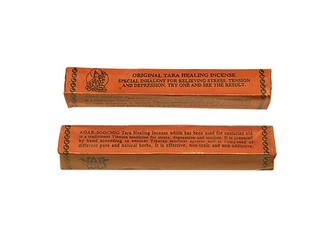 ORIGINAL TARA HEALING INCENSE
SPECIAL INHALENT FOR RELIEVING STRESS, TENSION
AND DEPRESSION. TRY ONE AND SEE THE RESULT.
AGAR-SOOCHIG Tara Healing Incense which has been used for centuries old
is a traditional Tibetan medicine for stress, depression and tension. It is prepared
by hand according to ancient Tibetan medical system and is composed of
different pure and natural herbs. It is effective, non-toxic and non-addictive.